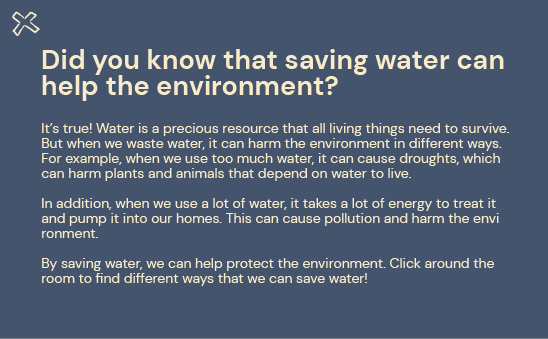 Did you know that saving water can
help the environment?
It's true! Water is a precious resource that all living things need to survive.
But when we waste water, it can harm the environment in different ways.
For example, when we use too much water, it can cause droughts, which
can harm plants and animals that depend on water to live.
In addition, when we use a lot of water, it takes a lot of energy to treat it
and pump it into our homes. This can cause pollution and harm the envi
ronment.
By saving water, we can help protect the environment. Click around the
room to find different ways that we can save water!